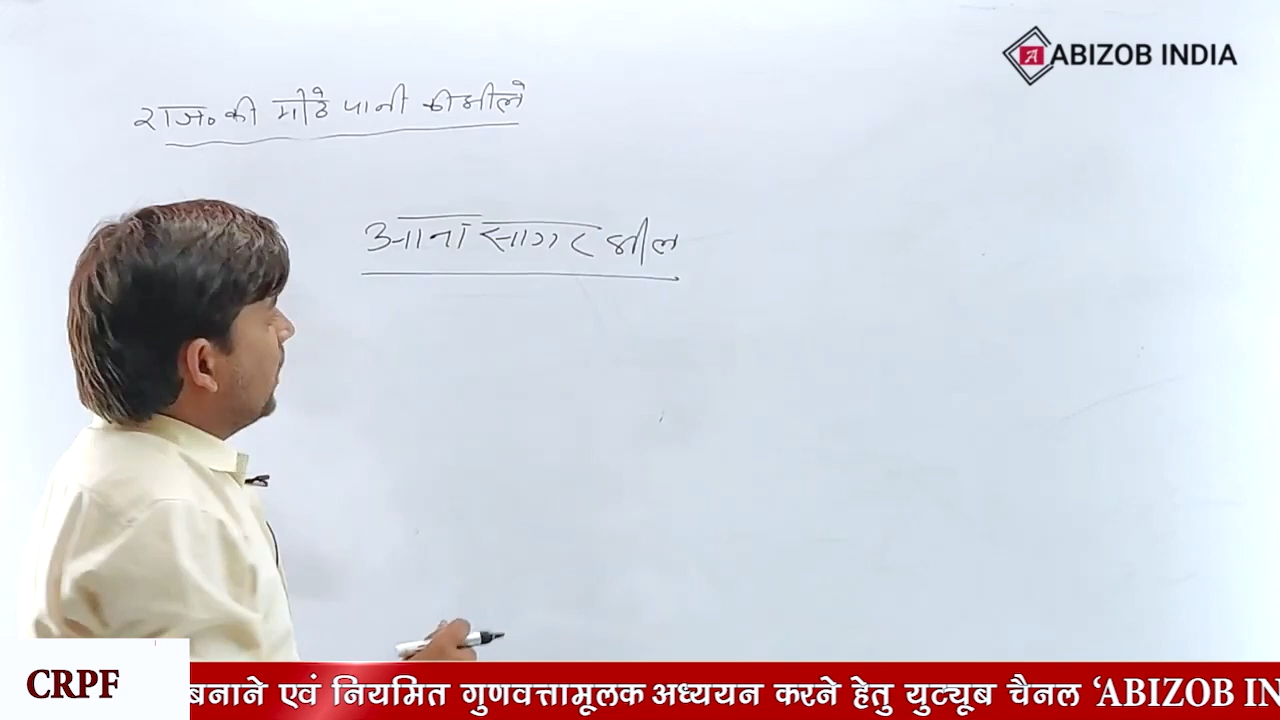 ABIZOB INDIA
राज० की मीठे पानी की झीले
आना सागर झील
CRPF
बनाने एवं नियमित गुणवत्तामूलक अध्ययन करने हेतु युट्यूब चैनल ‘ABIZOB IN